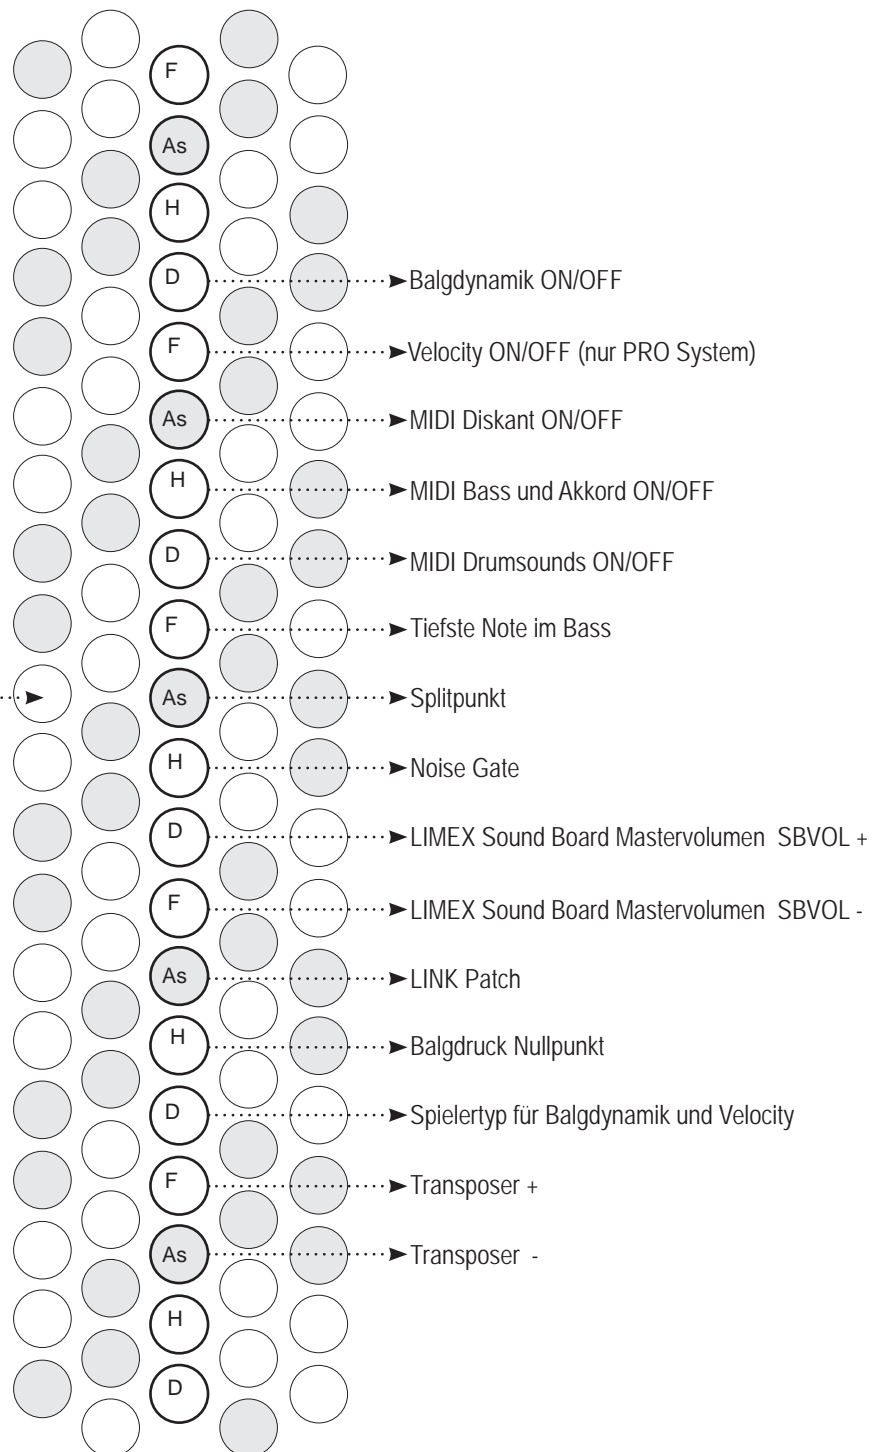 F
As
H
D Balgdynamik ON/OFF
F Velocity ON/OFF (nur PRO System)
As MIDI Diskant ON/OFF
H MIDI Bass und Akkord ON/OFF
D MIDI Drumsounds ON/OFF
F Tiefste Note im Bass
As Splitpunkt
H Noise Gate
D LIMEX Sound Board Mastervolumen SBVOL +
F LIMEX Sound Board Mastervolumen SBVOL -
As LINK Patch
H Balgdruck Nullpunkt
D Spielertyp für Balgdynamik und Velocity
F Transposer +
As Transposer -
H
D